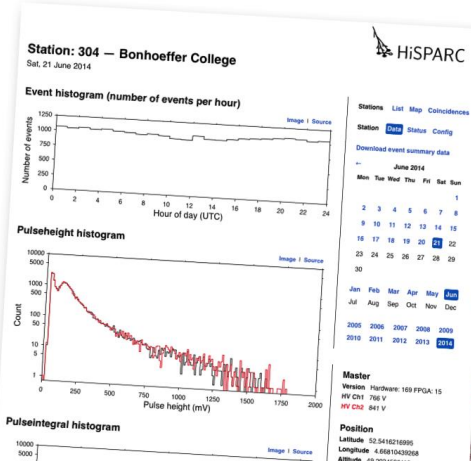 HiSPARC
Station: 304 — Bonhoeffer College
Sat, 21 June 2014
Event histogram (number of events per hour)
Image | Source
Number of events
1250
1000
750
500
250
0
0 2 4 6 8 10 12 14 16 18 20 22 24
Hour of day (UTC)
Pulseheight histogram
Image | Source
Count
10000
5000
1000
500
100
50
10
5
1
0 250 500 750 1000 1250 1500 1750 2000
Pulse height (mV)
Pulseintegral histogram
Image | Source
10000
5000
Stations List Map Coincidences
Station Data Status Config
Download event summary data
← June 2014
Mon Tue Wed Thu Fri Sat Sun
1
2 3 4 5 6 7 8
9 10 11 12 13 14 15
16 17 18 19 20 21 22
23 24 25 26 27 28 29
30
Jan Feb Mar Apr May Jun
Jul Aug Sep Oct Nov Dec
2005 2006 2007 2008 2009
2010 2011 2012 2013 2014
Master
Version Hardware: 169 FPGA: 15
HV Ch1 766 V
HV Ch2 841 V
Position
Latitude 52.5416216995
Longitude 4.66810439268
Altitude